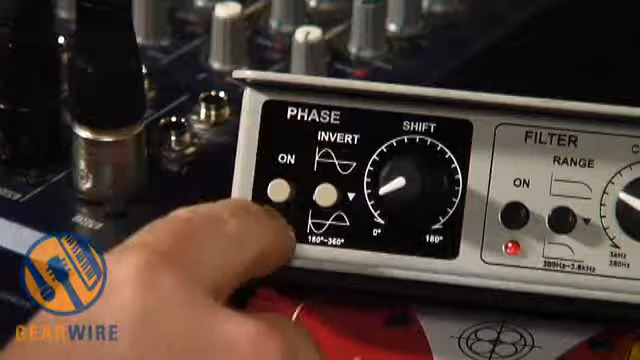 PHASE
INVERT
SHIFT
ON
180°~360°
0°
180°
FILTER
RANGE
ON
GEARWIRE